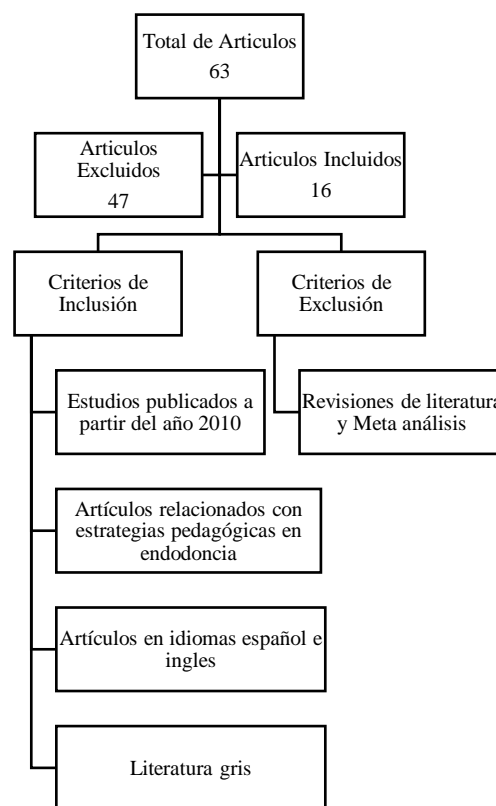 Total de Articulos
63
Articulos
Excluidos
47
Articulos Incluidos
16
Criterios de
Inclusión
Criterios de
Exclusión
Estudios publicados a
partir del año 2010
Revisiones de literatura
y Meta análisis
Artículos relacionados con
estrategias pedagógicas en
endodoncia
Artículos en idiomas español e
ingles
Literatura gris